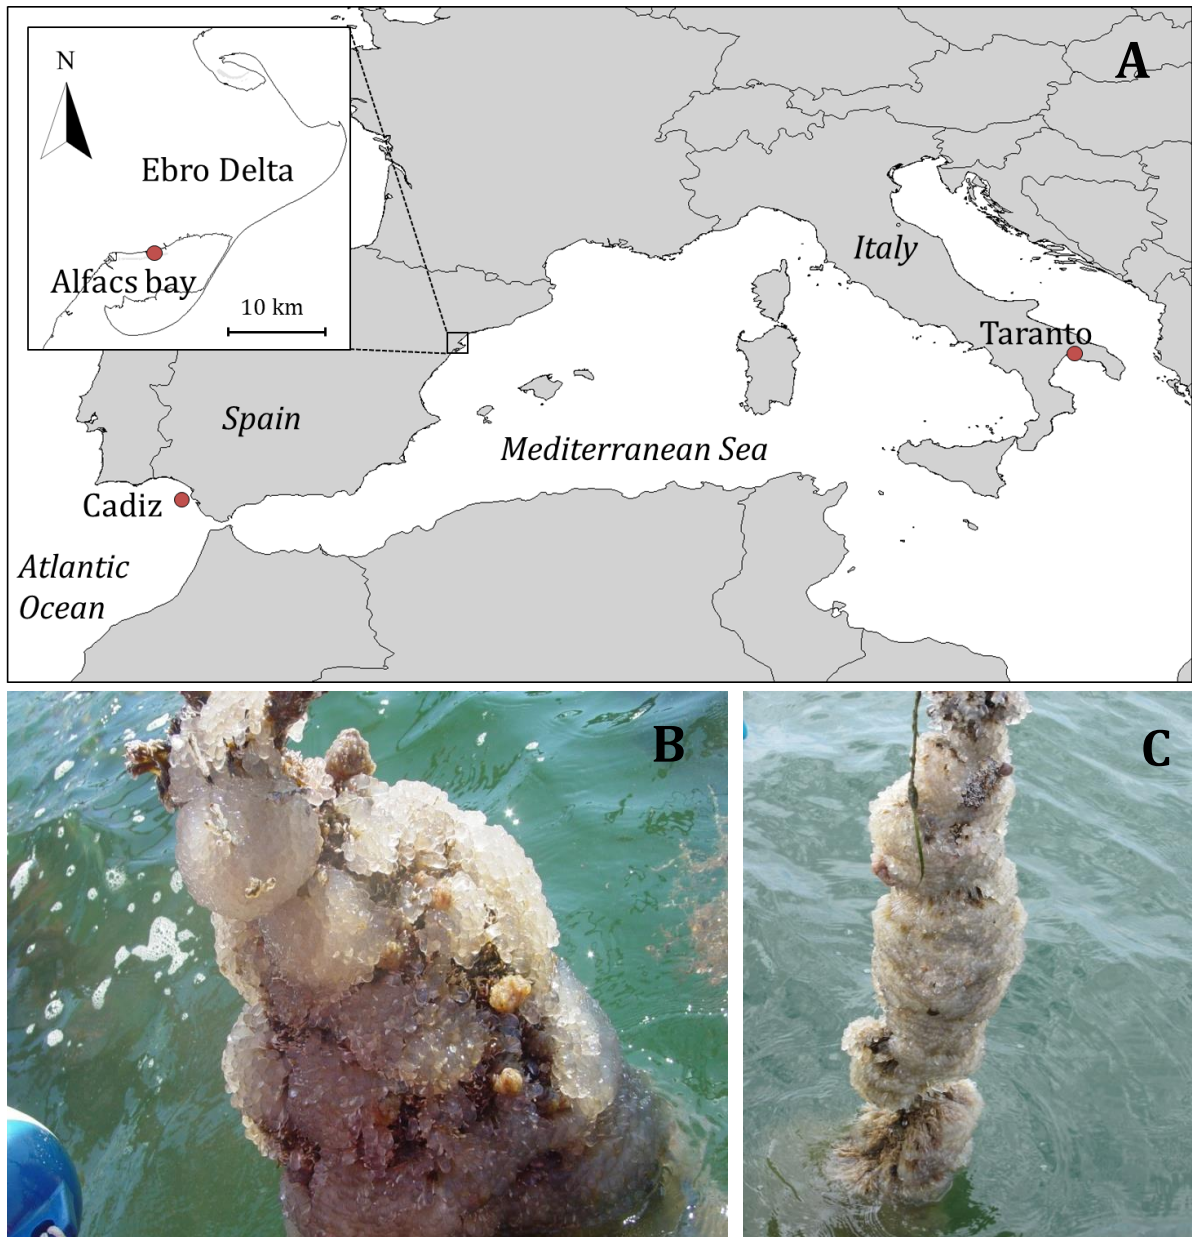 A
N
Ebro Delta
Alfacs bay
10 km
Italy
Taranto
Spain
Mediterranean Sea
Cadiz
Atlantic
Ocean
B
C